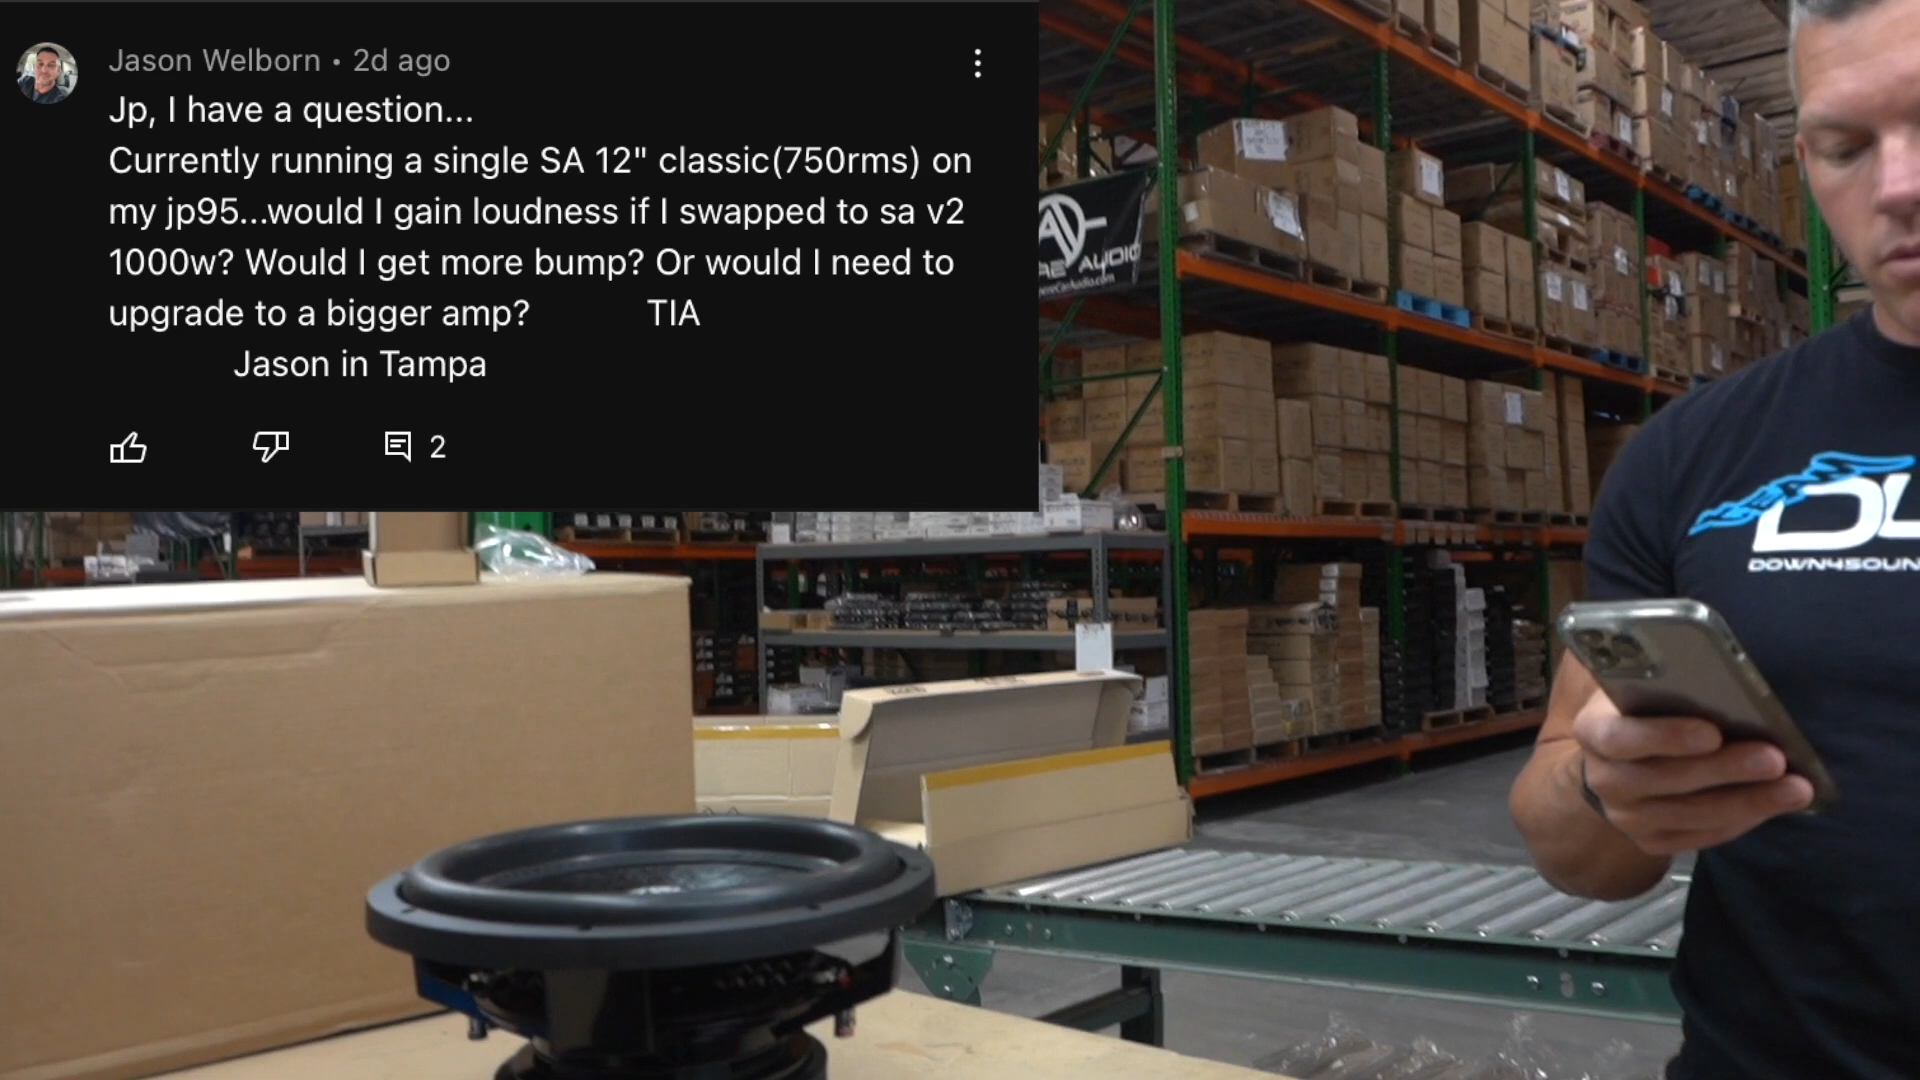 Jason Welborn • 2d ago
Jp, I have a question...
Currently running a single SA 12" classic(750rms) on
my jp95...would I gain loudness if I swapped to sa v2
1000w? Would I get more bump? Or would I need to
upgrade to a bigger amp? TIA
Jason in Tampa
2
AUDIO
DOWN4SOUN